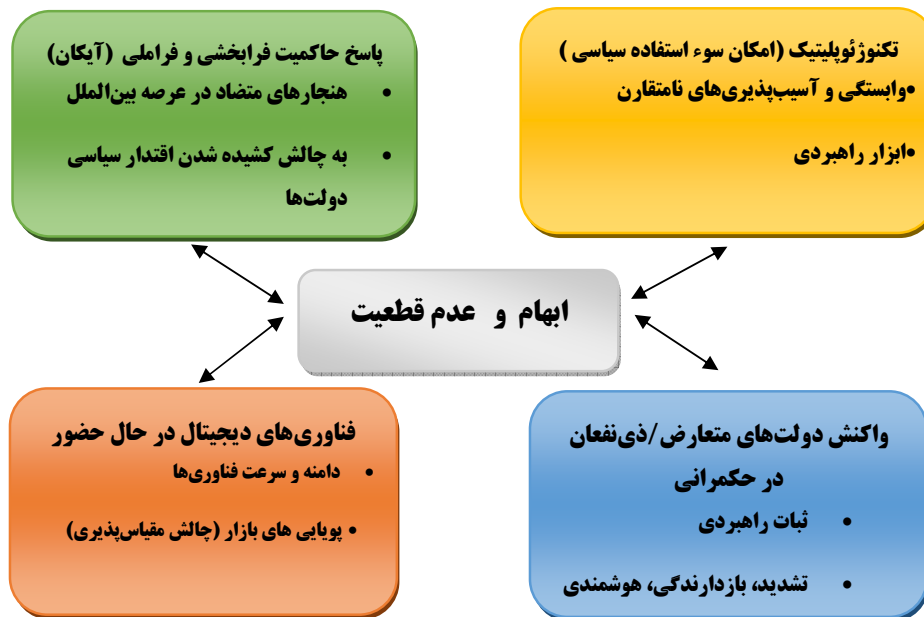 تکنوژئوپلیتیک (امکان سوء استفاده سیاسی )
•وابستگی و آسیب‌پذیری‌های نامتقارن
•ابزار راهبردی
پاسخ حاکمیت فرابخشی و فراملی (آیکان)
• هنجارهای متضاد در عرصه بین‌الملل
• به چالش کشیده شدن اقتدار سیاسی
دولت‌ها
ابهام و عدم قطعیت
واکنش دولت‌های متعارض/ذی‌نفعان
در حکمرانی
• ثبات راهبردی
• تشدید، بازدارندگی، هوشمندی
فناوری‌های دیجیتال در حال حضور
• دامنه و سرعت فناوری‌ها
• پویایی های بازار (چالش مقیاس‌پذیری)